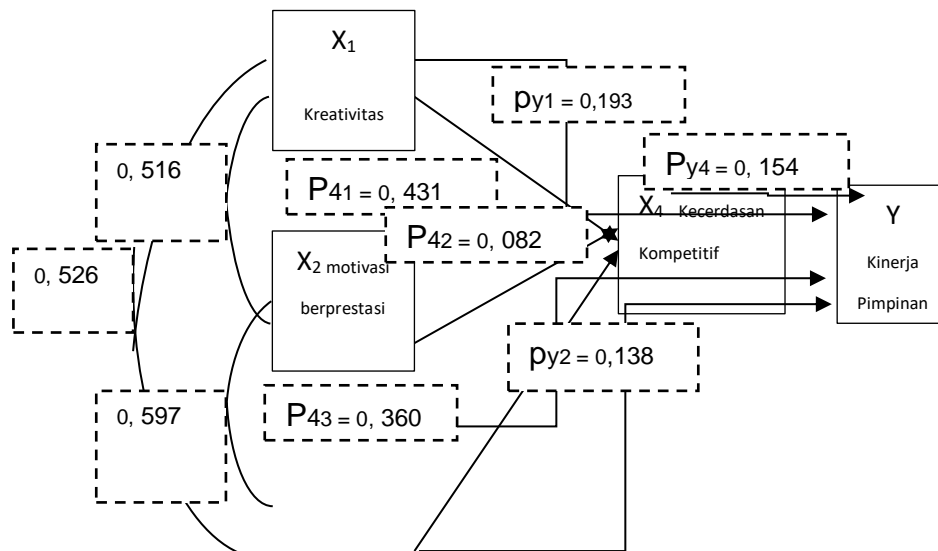 X1
Kreativitas
py1 = 0,193
0, 516
P41 = 0, 431
Py4 = 0, 154
X4 Kecerdasan
Kompetitif
Y
Kinerja
Pimpinan
P42 = 0, 082
X2 motivasi
berprestasi
0, 526
py2 = 0,138
0, 597
P43 = 0, 360